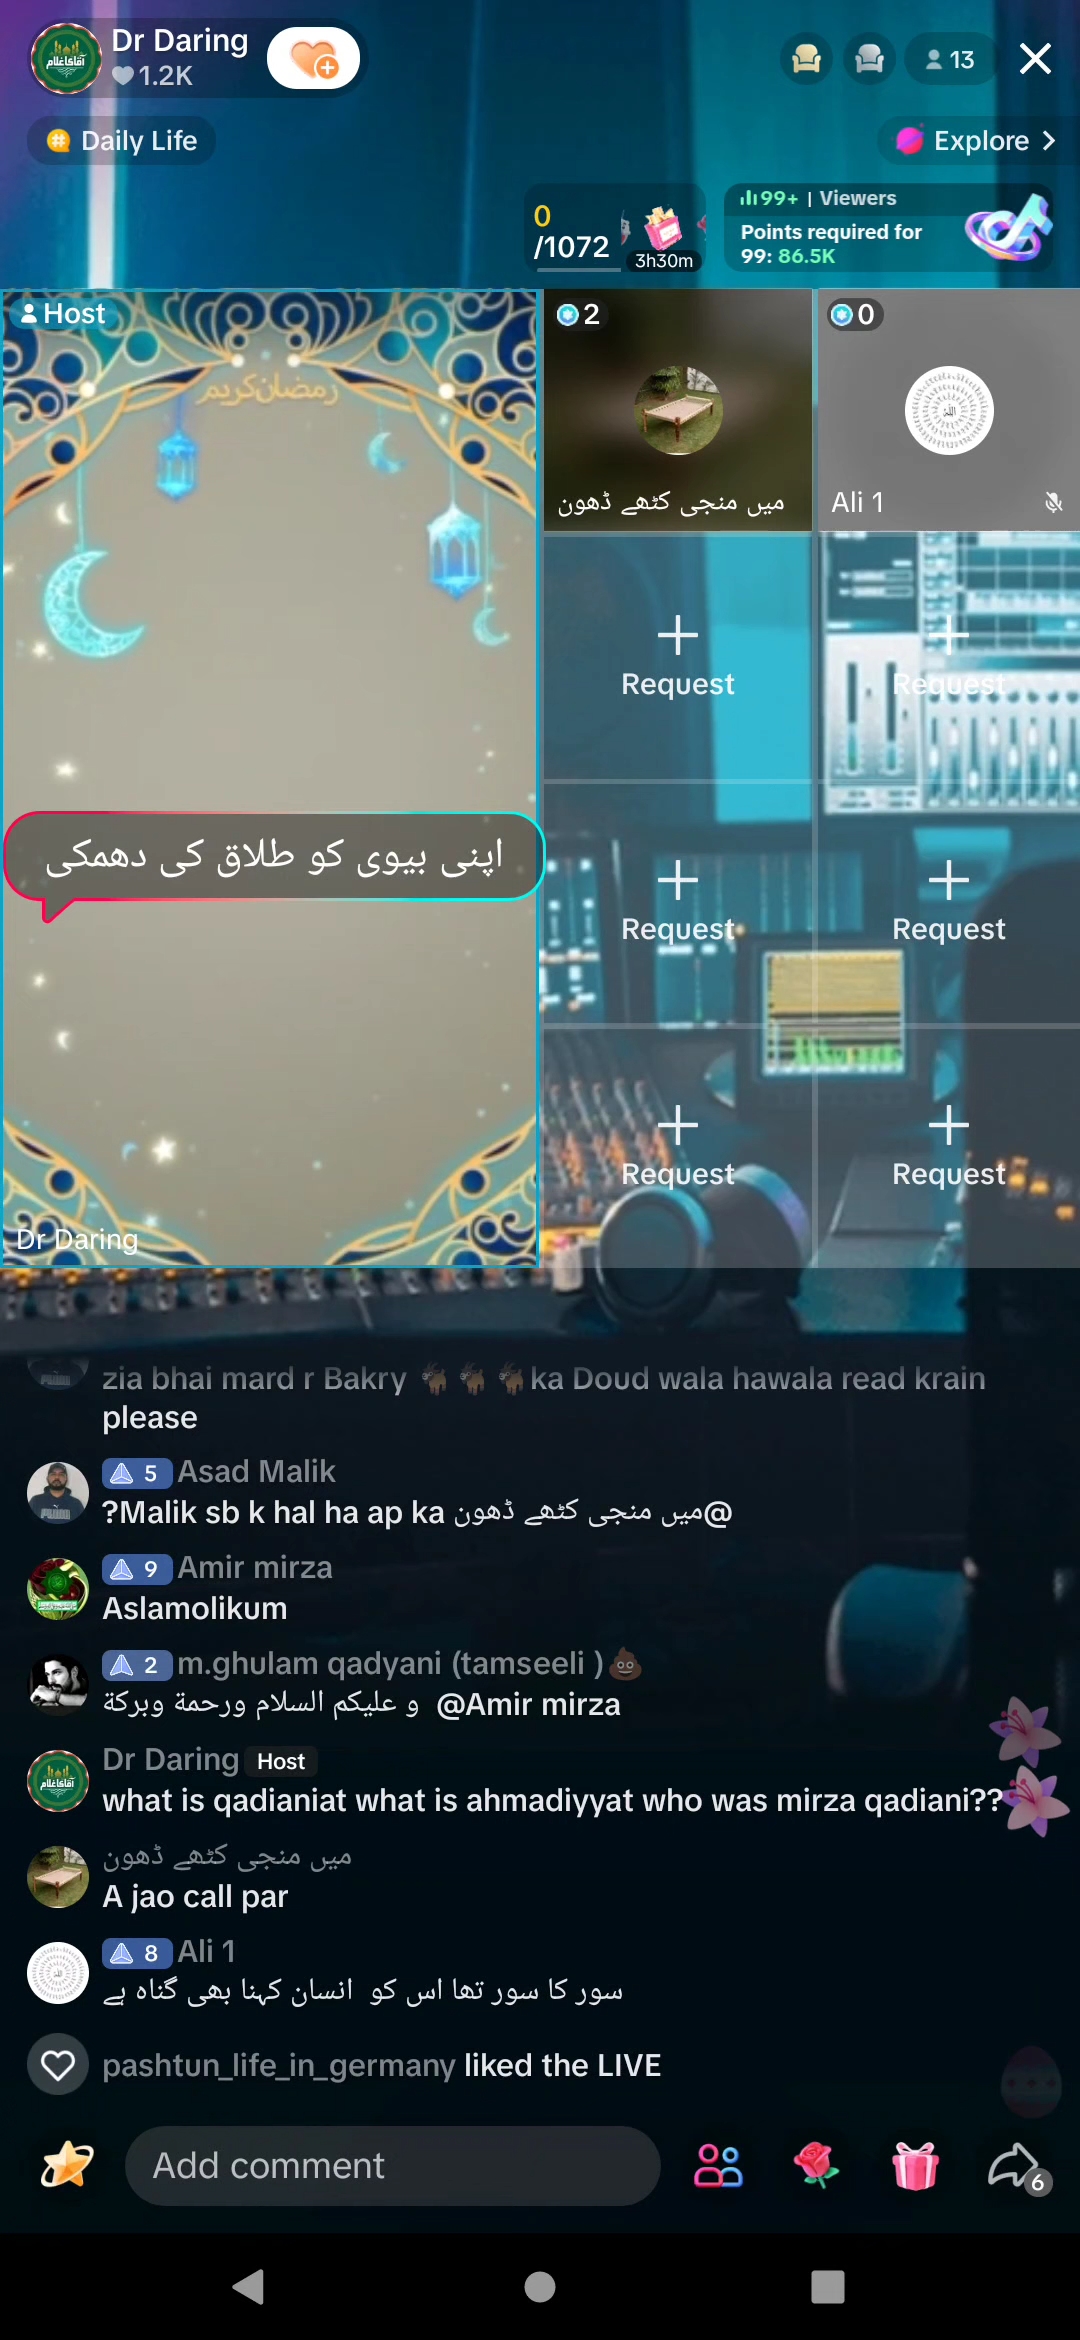 Dr Daring
1.2K
13
Daily Life
Explore
0
/1072
3h30m
99+ | Viewers
Points required for
99: 86.5K
Host
رمضان كريم
2
میں منجی کٹھے ڈھون
0
Ali 1
Request
Request
اپنی بیوی کو طلاق کی دھمکی
Request
Request
Request
Request
Dr Daring
zia bhai mard r Bakry 🐐🐐🐐ka Doud wala hawala read krain
please
5 Asad Malik
?Malik sb k hal ha ap ka میں منجی کٹھے ڈھون@
9 Amir mirza
Aslamolikum
2 m.ghulam qadyani (tamseeli )💩
و علیکم السلام ورحمة وبركة @Amir mirza
Dr Daring Host
what is qadianiat what is ahmadiyyat who was mirza qadiani??
میں منجی کٹھے ڈھون
A jao call par
8 Ali 1
سور کا سور تھا اس کو انسان کہنا بھی گناہ ہے
pashtun_life_in_germany liked the LIVE
Add comment
6